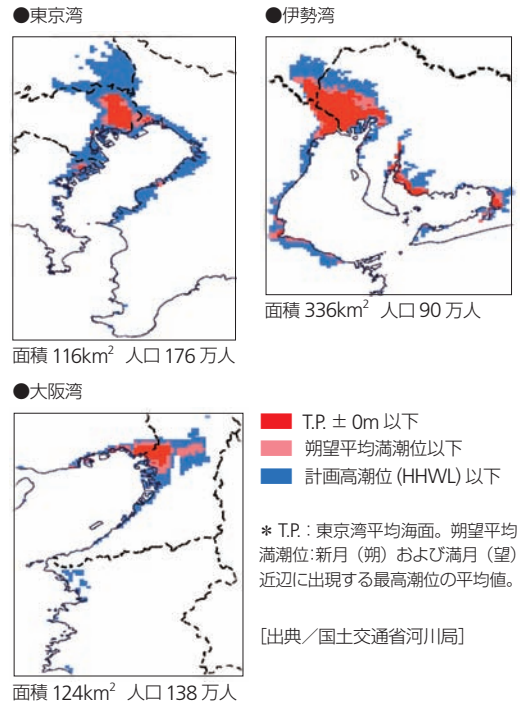 ●東京湾
面積 116km² 人口 176 万人
●伊勢湾
面積 336km² 人口 90 万人
●大阪湾
面積 124km² 人口 138 万人
T.P. ± 0m 以下
朔望平均満潮位以下
計画高潮位 (HHWL) 以下
＊ T.P.：東京湾平均海面。朔望平均
満潮位:新月（朔）および満月（望）
近辺に出現する最高潮位の平均値。
[出典／国土交通省河川局]